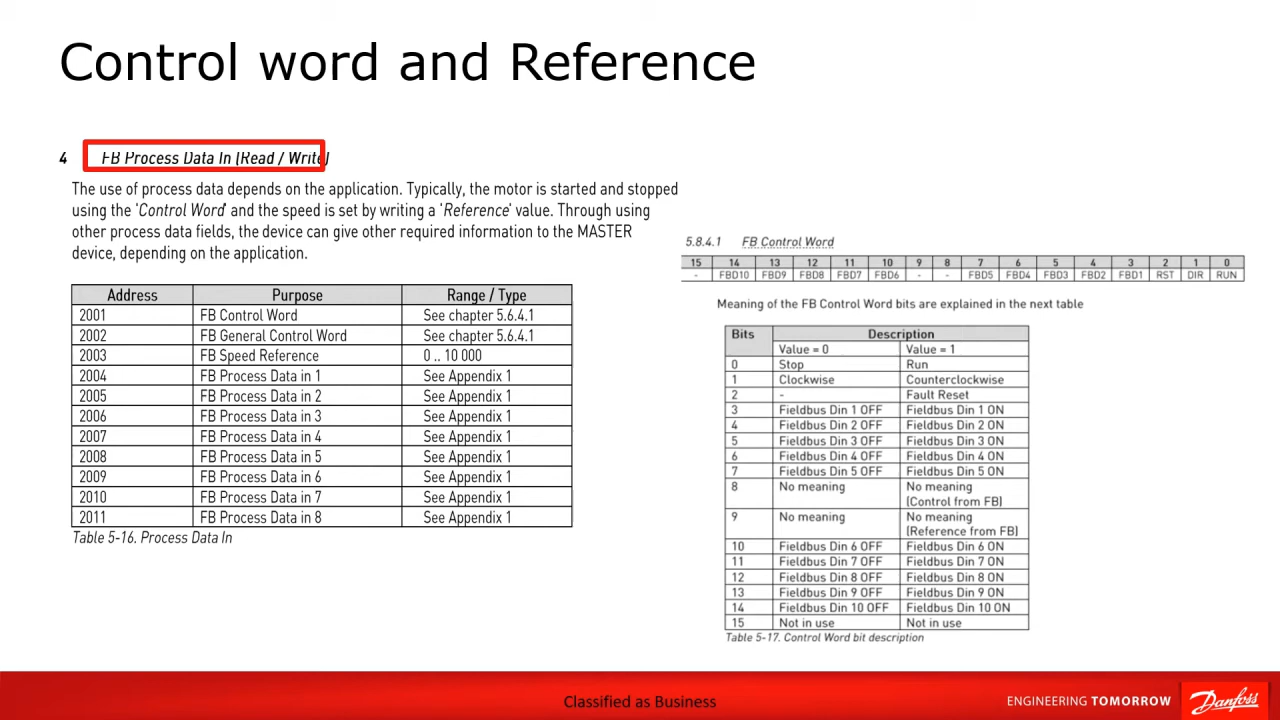 Control word and Reference
4 FB Process Data In (Read / Write)
The use of process data depends on the application. Typically, the motor is started and stopped
using the 'Control Word' and the speed is set by writing a 'Reference' value. Through using
other process data fields, the device can give other required information to the MASTER
device, depending on the application.
Address Purpose Range / Type
2001 FB Control Word See chapter 5.6.4.1
2002 FB General Control Word See chapter 5.6.4.1
2003 FB Speed Reference 0 .. 10 000
2004 FB Process Data in 1 See Appendix 1
2005 FB Process Data in 2 See Appendix 1
2006 FB Process Data in 3 See Appendix 1
2007 FB Process Data in 4 See Appendix 1
2008 FB Process Data in 5 See Appendix 1
2009 FB Process Data in 6 See Appendix 1
2010 FB Process Data in 7 See Appendix 1
2011 FB Process Data in 8 See Appendix 1
Table 5-16. Process Data In
5.8.4.1 FB Control Word
15 14 13 12 11 10 9 8 7 6 5 4 3 2 1 0
- FBD10 FBD9 FBD8 FBD7 FBD6 - - FBD5 FBD4 FBD3 FBD2 FBD1 RST DIR RUN
Meaning of the FB Control Word bits are explained in the next table
Bits Description
Value = 0 Value = 1
0 Stop Run
1 Clockwise Counterclockwise
2 - Fault Reset
3 Fieldbus Din 1 OFF Fieldbus Din 1 ON
4 Fieldbus Din 2 OFF Fieldbus Din 2 ON
5 Fieldbus Din 3 OFF Fieldbus Din 3 ON
6 Fieldbus Din 4 OFF Fieldbus Din 4 ON
7 Fieldbus Din 5 OFF Fieldbus Din 5 ON
8 No meaning No meaning
(Control from FB)
9 No meaning No meaning
(Reference from FB)
10 Fieldbus Din 6 OFF Fieldbus Din 6 ON
11 Fieldbus Din 7 OFF Fieldbus Din 7 ON
12 Fieldbus Din 8 OFF Fieldbus Din 8 ON
13 Fieldbus Din 9 OFF Fieldbus Din 9 ON
14 Fieldbus Din 10 OFF Fieldbus Din 10 ON
15 Not in use Not in use
Table 5-17. Control Word bit description
Classified as Business
ENGINEERING TOMORROW
Danfoss